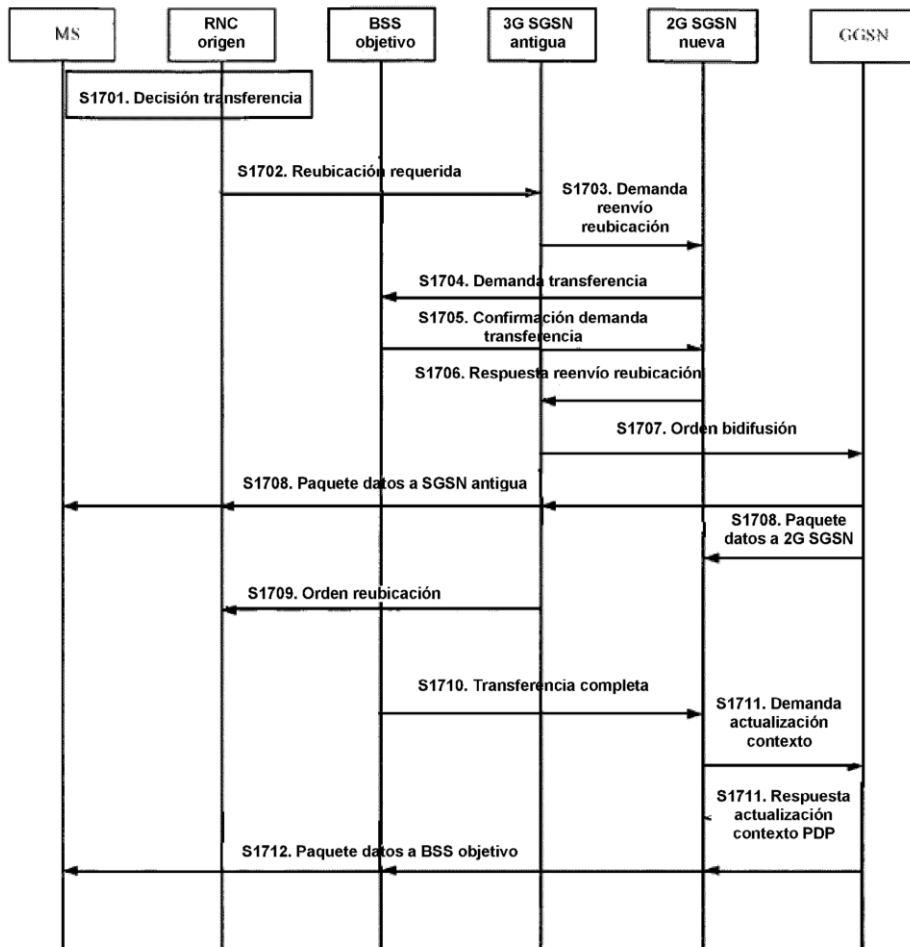 MS
RNC
origen
BSS
objetivo
3G SGSN
antigua
2G SGSN
nueva
GGSN
S1701. Decisión transferencia
S1702. Reubicación requerida
S1703. Demanda
reenvío
reubicación
S1704. Demanda transferencia
S1705. Confirmación demanda
transferencia
S1706. Respuesta reenvío reubicación
S1707. Orden bidifusión
S1708. Paquete datos a SGSN antigua
S1708. Paquete
datos a 2G SGSN
S1709. Orden reubicación
S1710. Transferencia completa
S1711. Demanda
actualización
contexto
S1711. Respuesta
actualización
contexto PDP
S1712. Paquete datos a BSS objetivo